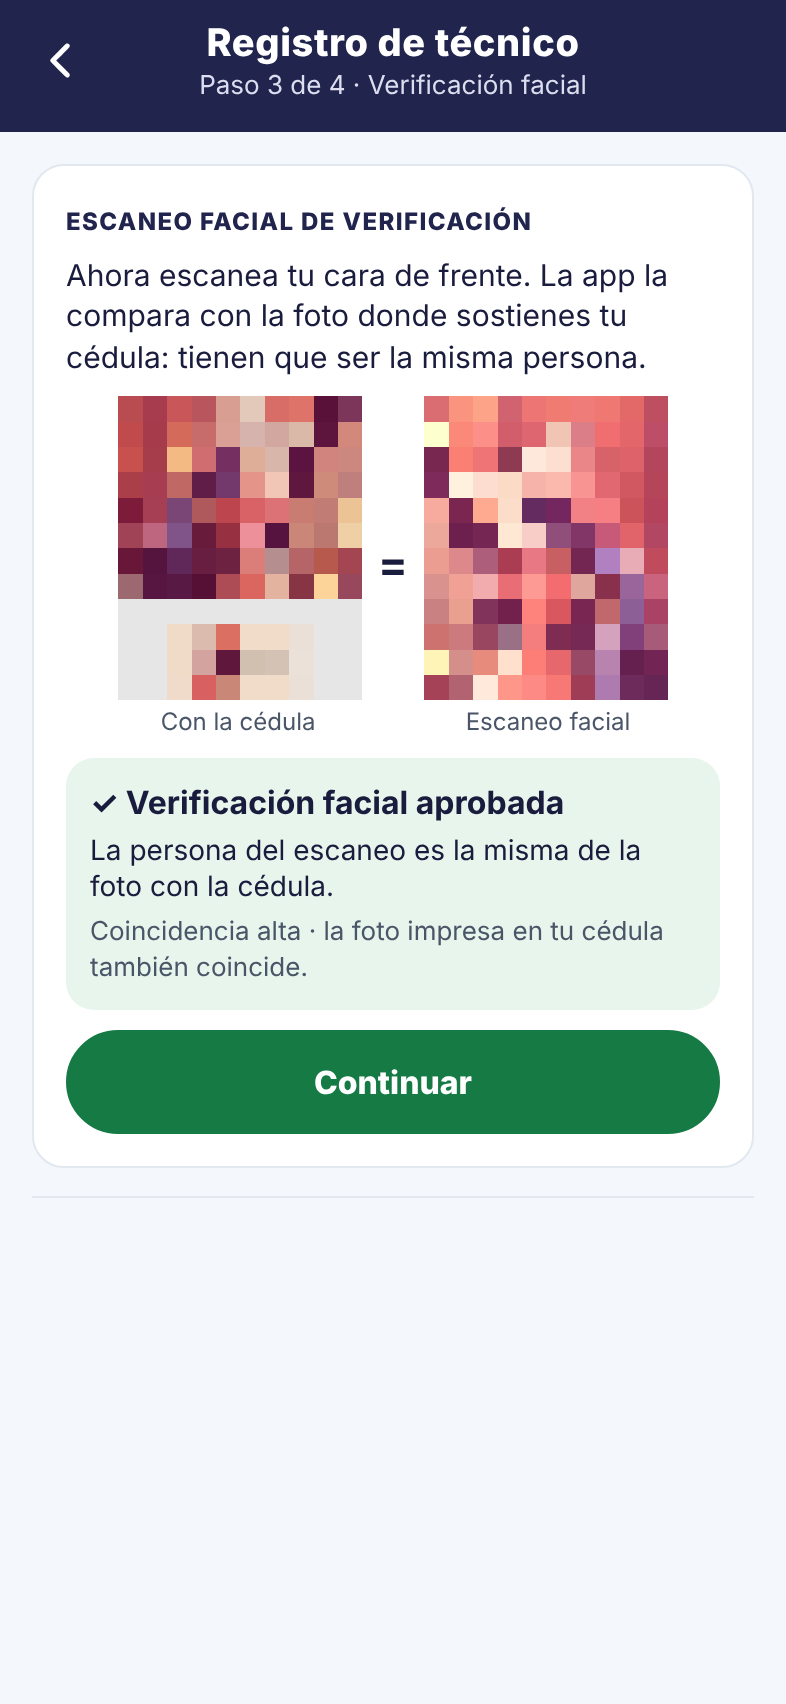 Registro de técnico
Paso 3 de 4 · Verificación facial
ESCANEO FACIAL DE VERIFICACIÓN
Ahora escanea tu cara de frente. La app la
compara con la foto donde sostienes tu
cédula: tienen que ser la misma persona.
=
Con la cédula
Escaneo facial
✓ Verificación facial aprobada
La persona del escaneo es la misma de la
foto con la cédula.
Coincidencia alta · la foto impresa en tu cédula
también coincide.
Continuar